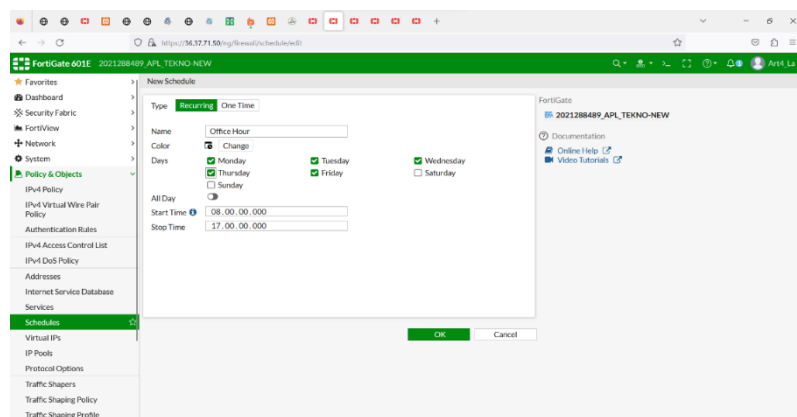 https://36.37.71.50/ng/firewall/schedule/edit
FortiGate 601E 2021288489_APL_TEKNO-NEW
Art4_La
Favorites
Dashboard
Security Fabric
FortiView
Network
System
Policy & Objects
IPv4 Policy
IPv4 Virtual Wire Pair
Policy
Authentication Rules
IPv4 Access Control List
IPv4 DoS Policy
Addresses
Internet Service Database
Services
Schedules
Virtual IPs
IP Pools
Protocol Options
Traffic Shapers
Traffic Shaping Policy
Traffic Shaping Profile
New Schedule
Type Recurring One Time
Name Office Hour
Color Change
Days Monday Tuesday Wednesday
Thursday Friday Saturday
Sunday
All Day
Start Time 08.00.00.000
Stop Time 17.00.00.000
OK Cancel
FortiGate
2021288489_APL_TEKNO-NEW
Documentation
Online Help
Video Tutorials